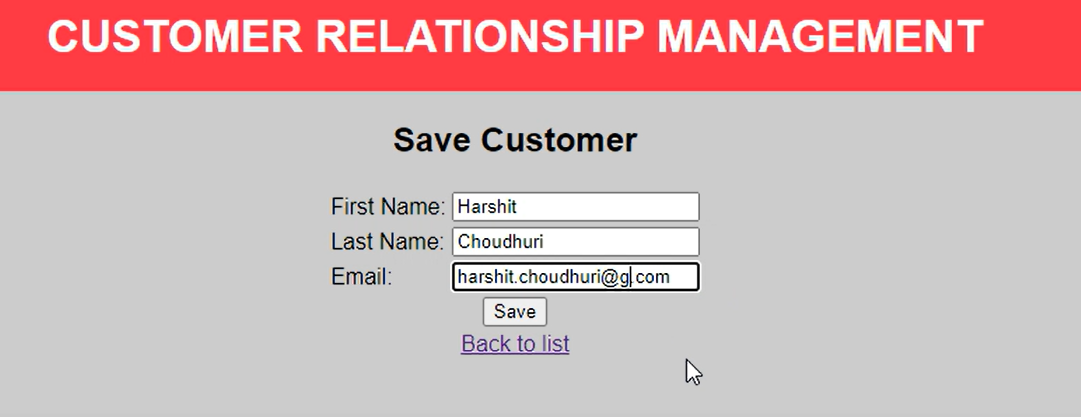 CUSTOMER RELATIONSHIP MANAGEMENT
Save Customer
First Name: Harshit
Last Name: Choudhuri
Email: harshit.choudhuri@g.com
Save
Back to list